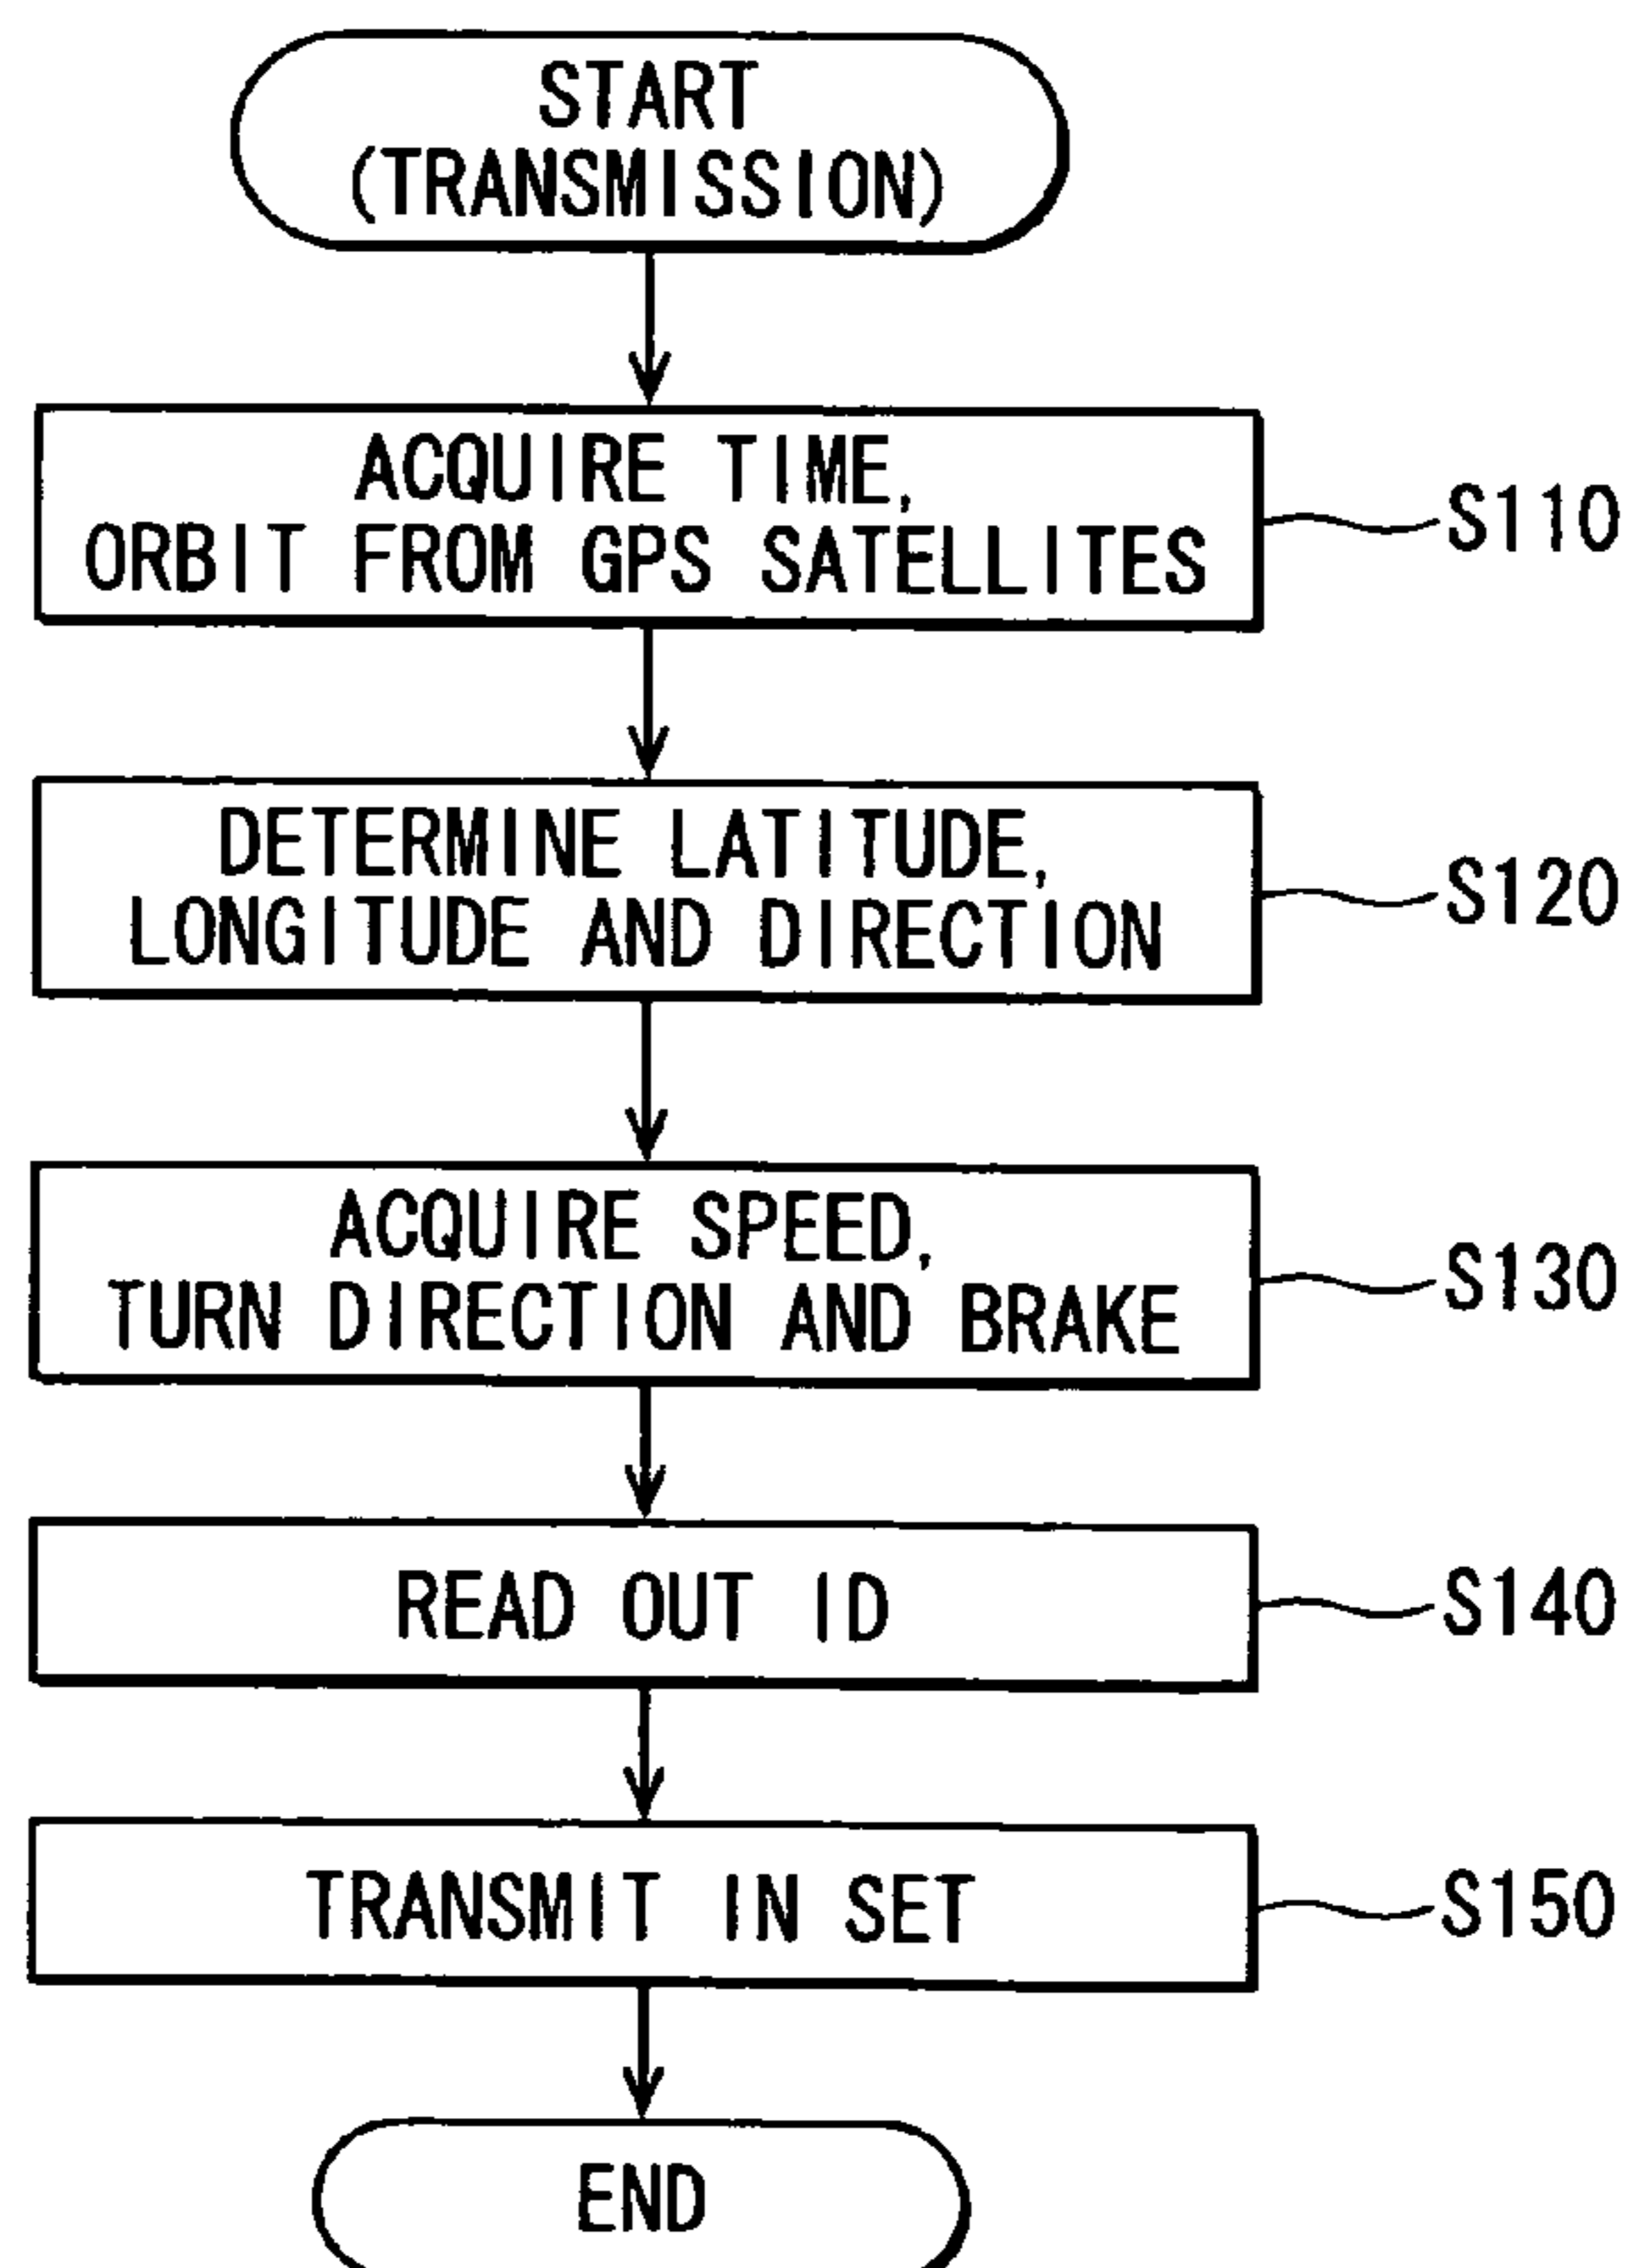 START
(TRANSMISSION)
ACQUIRE TIME,
ORBIT FROM GPS SATELLITES
S110
DETERMINE LATITUDE,
LONGITUDE AND DIRECTION
S120
ACQUIRE SPEED,
TURN DIRECTION AND BRAKE
S130
READ OUT ID
S140
TRANSMIT IN SET
S150
END